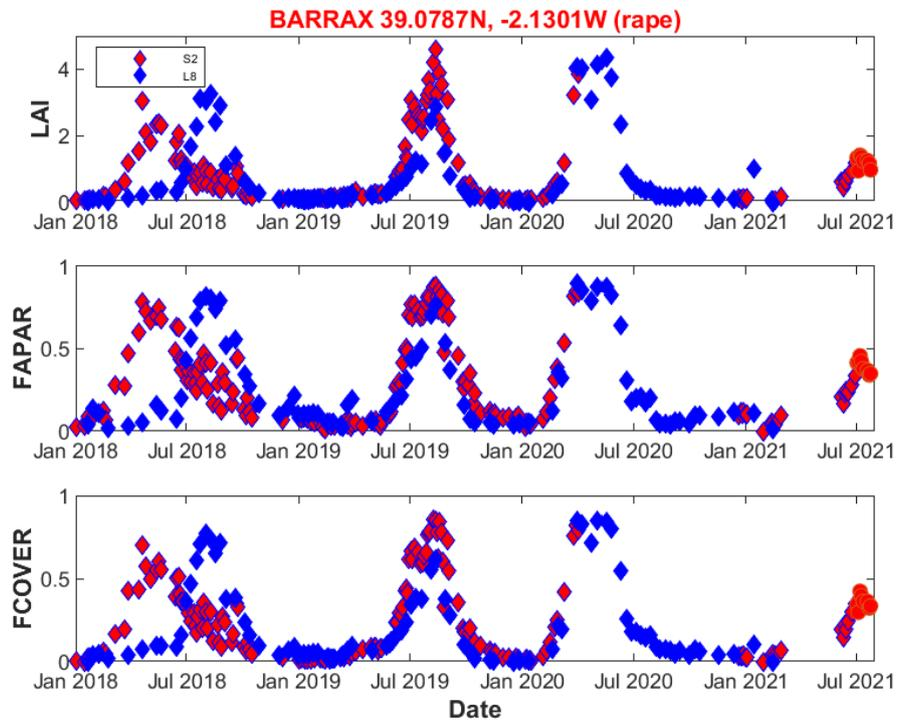 BARRAX 39.0787N, -2.1301W (rape)
S2
L8
LAI
4
2
0
Jan 2018 Jul 2018 Jan 2019 Jul 2019 Jan 2020 Jul 2020 Jan 2021 Jul 2021
FAPAR
1
0.5
0
Jan 2018 Jul 2018 Jan 2019 Jul 2019 Jan 2020 Jul 2020 Jan 2021 Jul 2021
FCOVER
1
0.5
0
Jan 2018 Jul 2018 Jan 2019 Jul 2019 Jan 2020 Jul 2020 Jan 2021 Jul 2021
Date